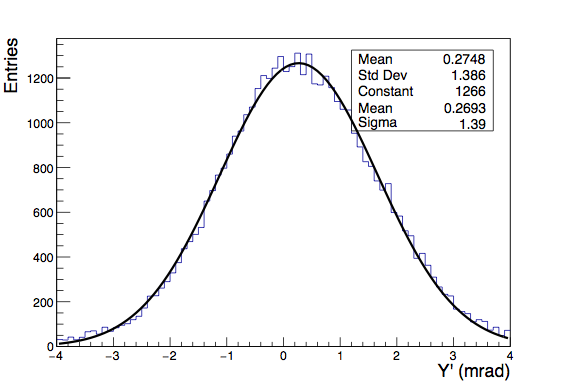 Entries
Mean 0.2748
Std Dev 1.386
Constant 1266
Mean 0.2693
Sigma 1.39
1200
1000
800
600
400
200
0
−4 −3 −2 −1 0 1 2 3 4
Y' (mrad)